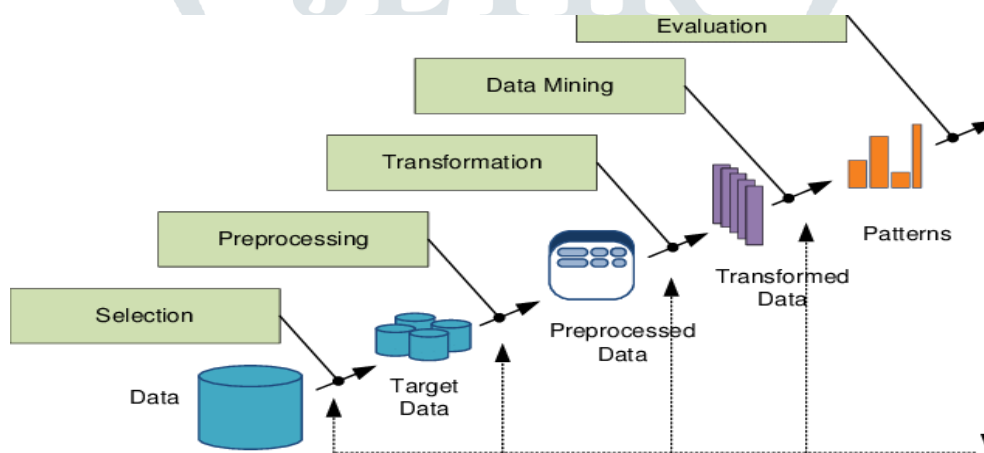 Evaluation
Data Mining
Transformation
Preprocessing
Selection
Data
Target
Data
Preprocessed
Data
Transformed
Data
Patterns